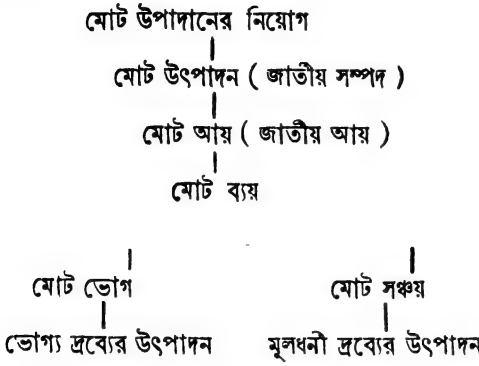 মোট উপাদানের নিয়োগ
মোট উৎপাদন ( জাতীয় সম্পদ )
মোট আয় ( জাতীয় আয় )
মোট ব্যয়
মোট ভোগ মোট সঞ্চয়
ভোগ্য দ্রব্যের উৎপাদন মূলধনী দ্রব্যের উৎপাদন